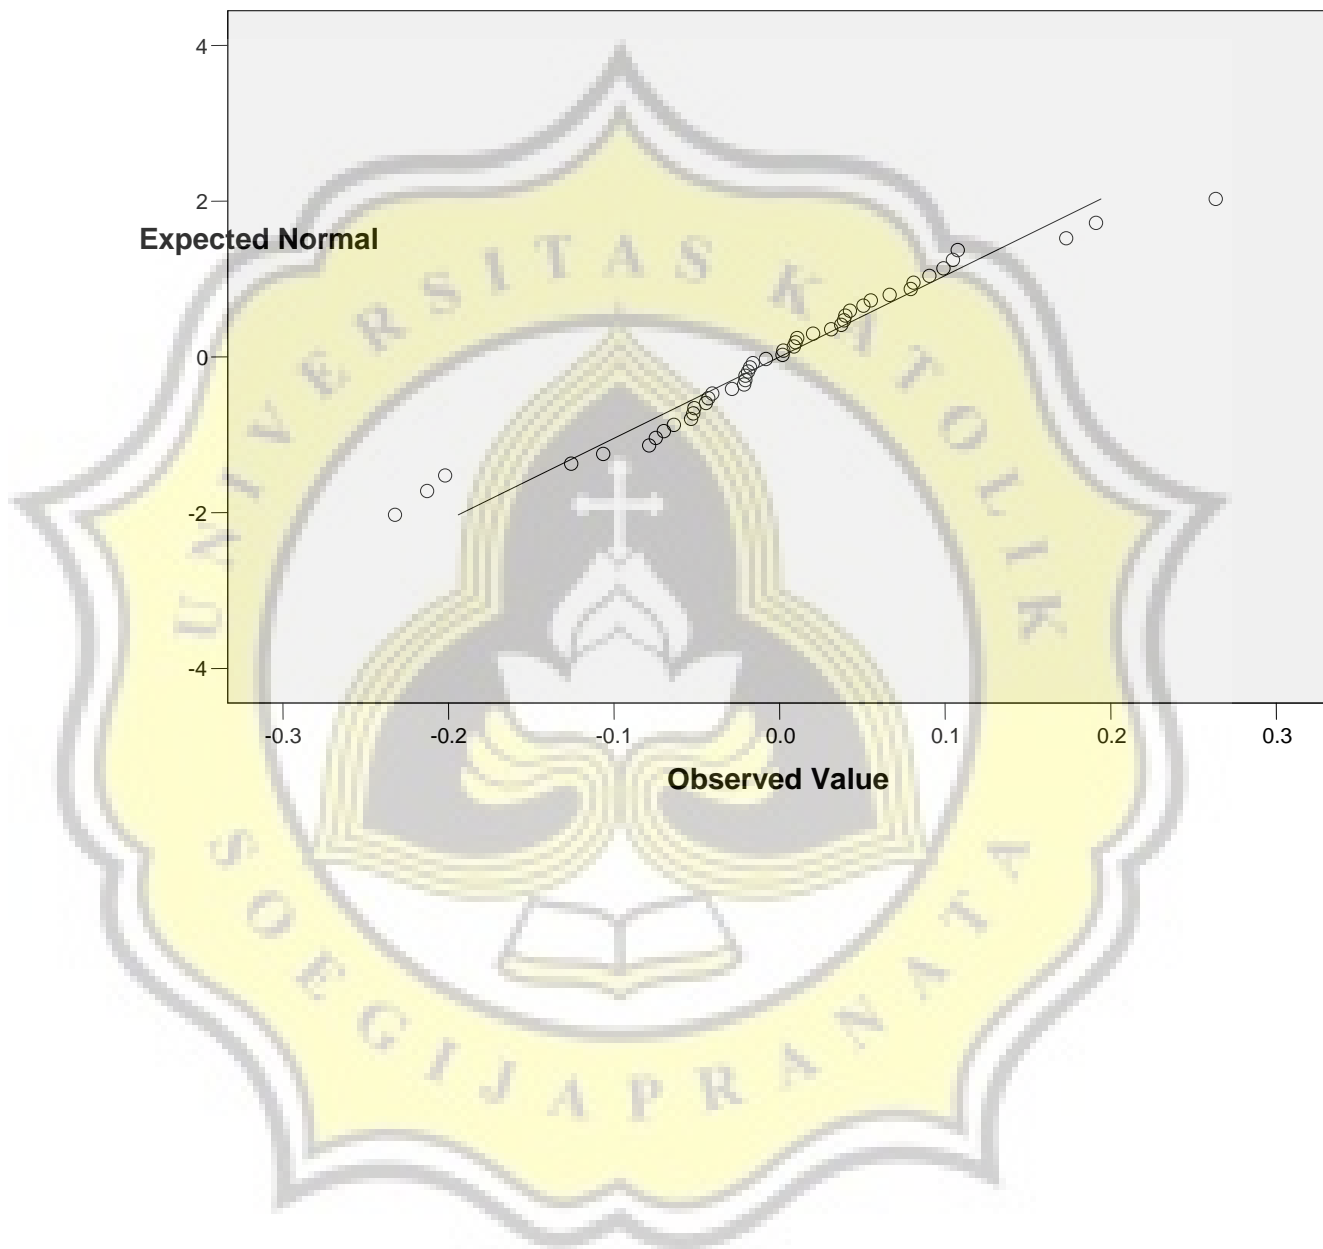 4
2
Expected Normal
0
-2
-4
-0.3 -0.2 -0.1 0.0 0.1 0.2 0.3
Observed Value
UNIVERSITAS KATOLIK
SOEGIJAPRANATA